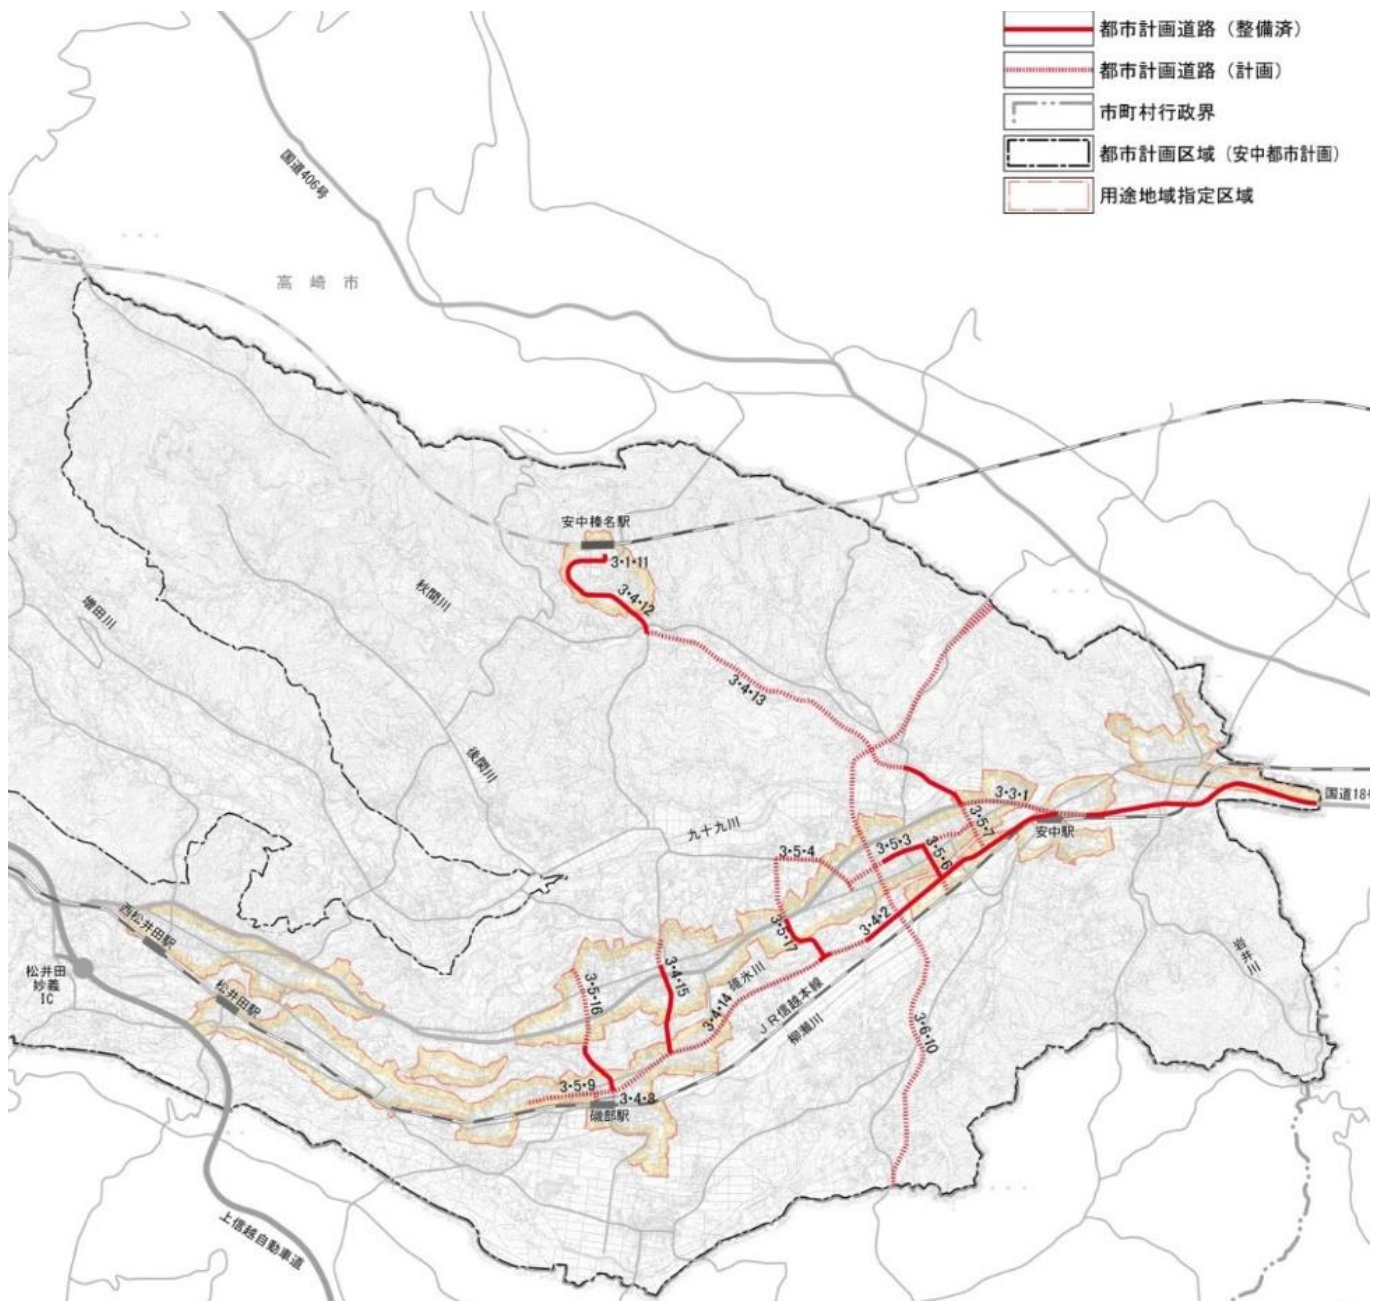 都市計画道路（整備済）
都市計画道路（計画）
市町村行政界
都市計画区域（安中都市計画）
用途地域指定区域
国道406号
高崎市
安中榛名駅
3・1・11
3・4・12
秋間川
増田川
3・4・13
後閑川
国道18号
3・3・1
安中駅
3・5・7
九十九川
3・5・3
3・5・4
3・5・6
3・4・2
3・5・17
西松井田駅
松井田
妙義
IC
松井田駅
岩井川
碓氷川
3・4・15
3・5・16
3・4・14
JR信越本線
柳瀬川
3・6・10
3・5・9
3・4・8
磯部駅
上信越自動車道